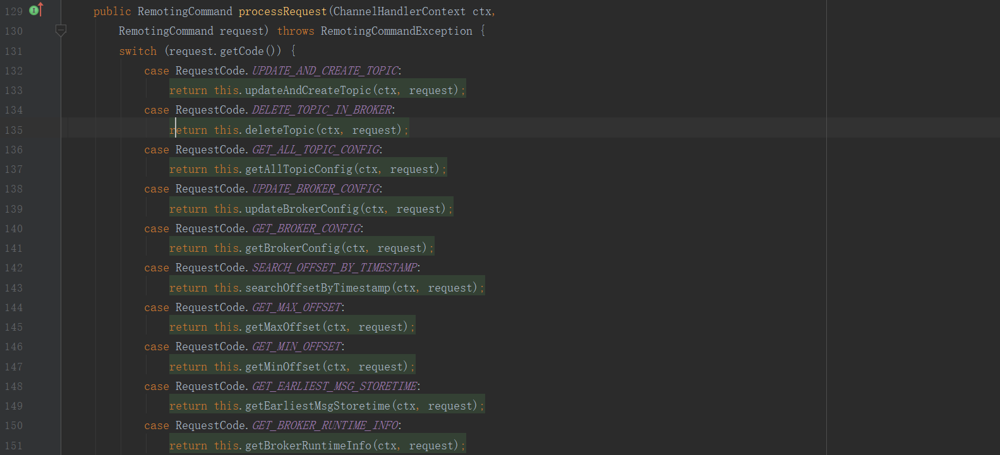 129 public RemotingCommand processRequest(ChannelHandlerContext ctx,
130 RemotingCommand request) throws RemotingCommandException {
131 switch (request.getCode()) {
132 case RequestCode.UPDATE_AND_CREATE_TOPIC:
133 return this.updateAndCreateTopic(ctx, request);
134 case RequestCode.DELETE_TOPIC_IN_BROKER:
135 return this.deleteTopic(ctx, request);
136 case RequestCode.GET_ALL_TOPIC_CONFIG:
137 return this.getAllTopicConfig(ctx, request);
138 case RequestCode.UPDATE_BROKER_CONFIG:
139 return this.updateBrokerConfig(ctx, request);
140 case RequestCode.GET_BROKER_CONFIG:
141 return this.getBrokerConfig(ctx, request);
142 case RequestCode.SEARCH_OFFSET_BY_TIMESTAMP:
143 return this.searchOffsetByTimestamp(ctx, request);
144 case RequestCode.GET_MAX_OFFSET:
145 return this.getMaxOffset(ctx, request);
146 case RequestCode.GET_MIN_OFFSET:
147 return this.getMinOffset(ctx, request);
148 case RequestCode.GET_EARLIEST_MSG_STORETIME:
149 return this.getEarliestMsgStoretime(ctx, request);
150 case RequestCode.GET_BROKER_RUNTIME_INFO:
151 return this.getBrokerRuntimeInfo(ctx, request);